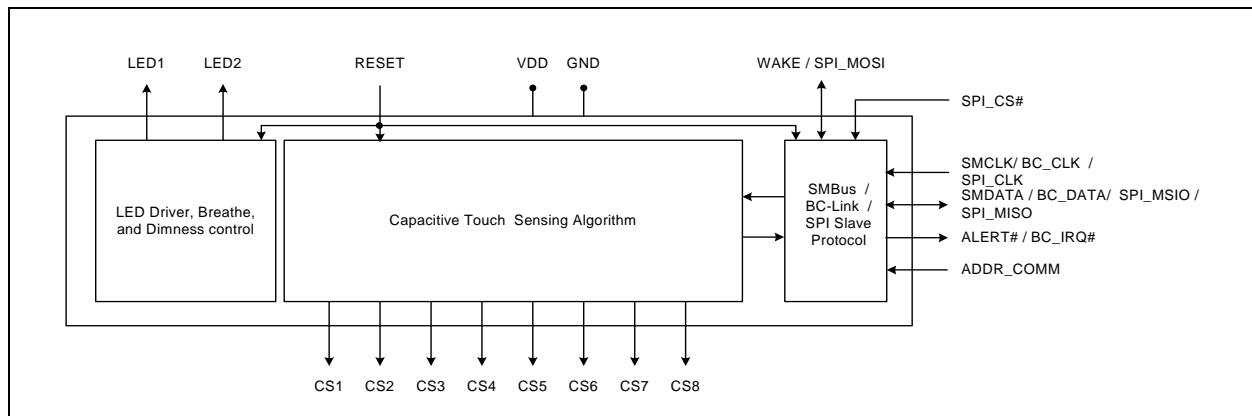 LED1
LED2
RESET
VDD
GND
WAKE / SPI_MOSI
SPI_CS#
LED Driver, Breathe,
and Dimness control
Capacitive Touch Sensing Algorithm
SMBus /
BC-Link /
SPI Slave
Protocol
SMCLK/ BC_CLK /
SPI_CLK
SMDATA / BC_DATA/ SPI_MSIO /
SPI_MISO
ALERT# / BC_IRQ#
ADDR_COMM
CS1
CS2
CS3
CS4
CS5
CS6
CS7
CS8